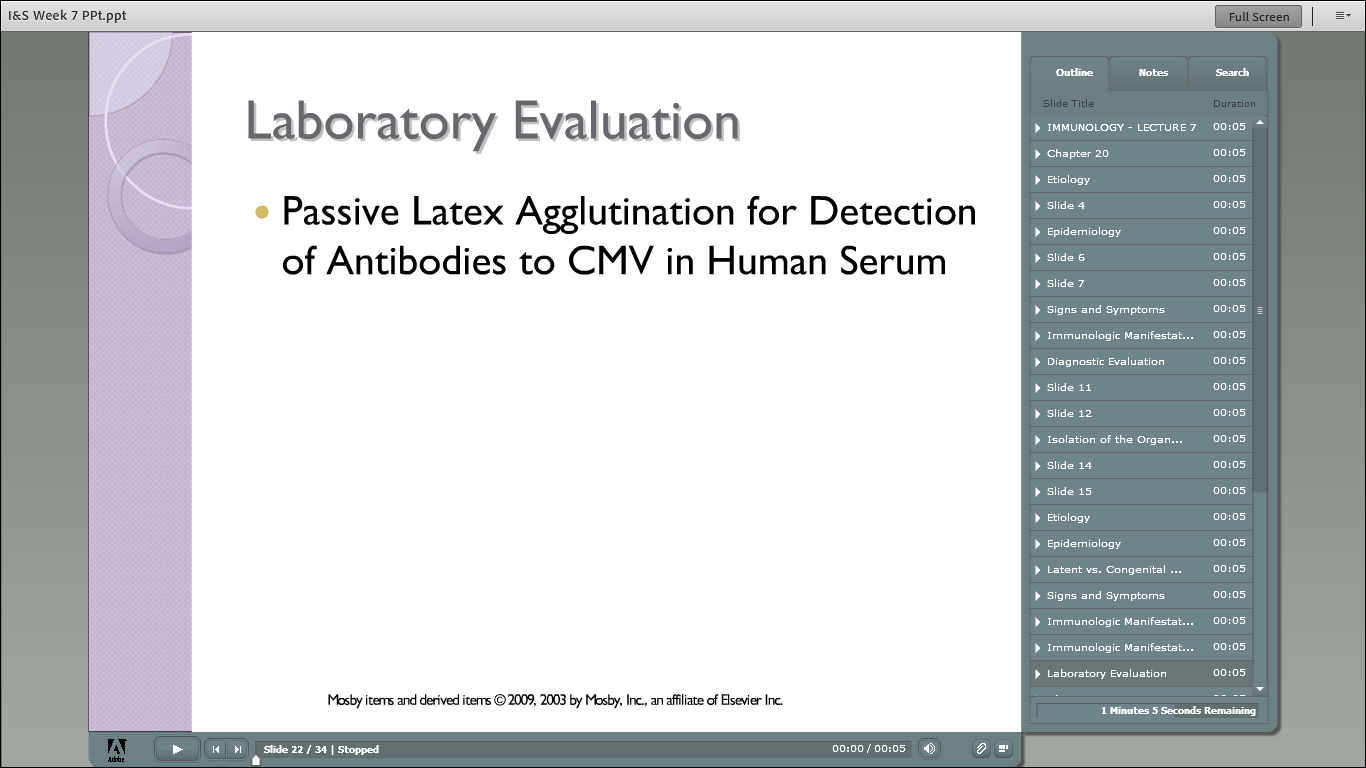 I&S Week 7 PPt.ppt
Full Screen
Laboratory Evaluation
Passive Latex Agglutination for Detection
of Antibodies to CMV in Human Serum
Mosby items and derived items © 2009, 2003 by Mosby, Inc., an affiliate of Elsevier Inc.
Outline Notes Search
Slide Title Duration
IMMUNOLOGY - LECTURE 7 00:05
Chapter 20 00:05
Etiology 00:05
Slide 4 00:05
Epidemiology 00:05
Slide 6 00:05
Slide 7 00:05
Signs and Symptoms 00:05
Immunologic Manifestat... 00:05
Diagnostic Evaluation 00:05
Slide 11 00:05
Slide 12 00:05
Isolation of the Organ... 00:05
Slide 14 00:05
Slide 15 00:05
Etiology 00:05
Epidemiology 00:05
Latent vs. Congenital ... 00:05
Signs and Symptoms 00:05
Immunologic Manifestat... 00:05
Immunologic Manifestat... 00:05
Laboratory Evaluation 00:05
1 Minutes 5 Seconds Remaining
Adobe
Slide 22 / 34 | Stopped 00:00 / 00:05